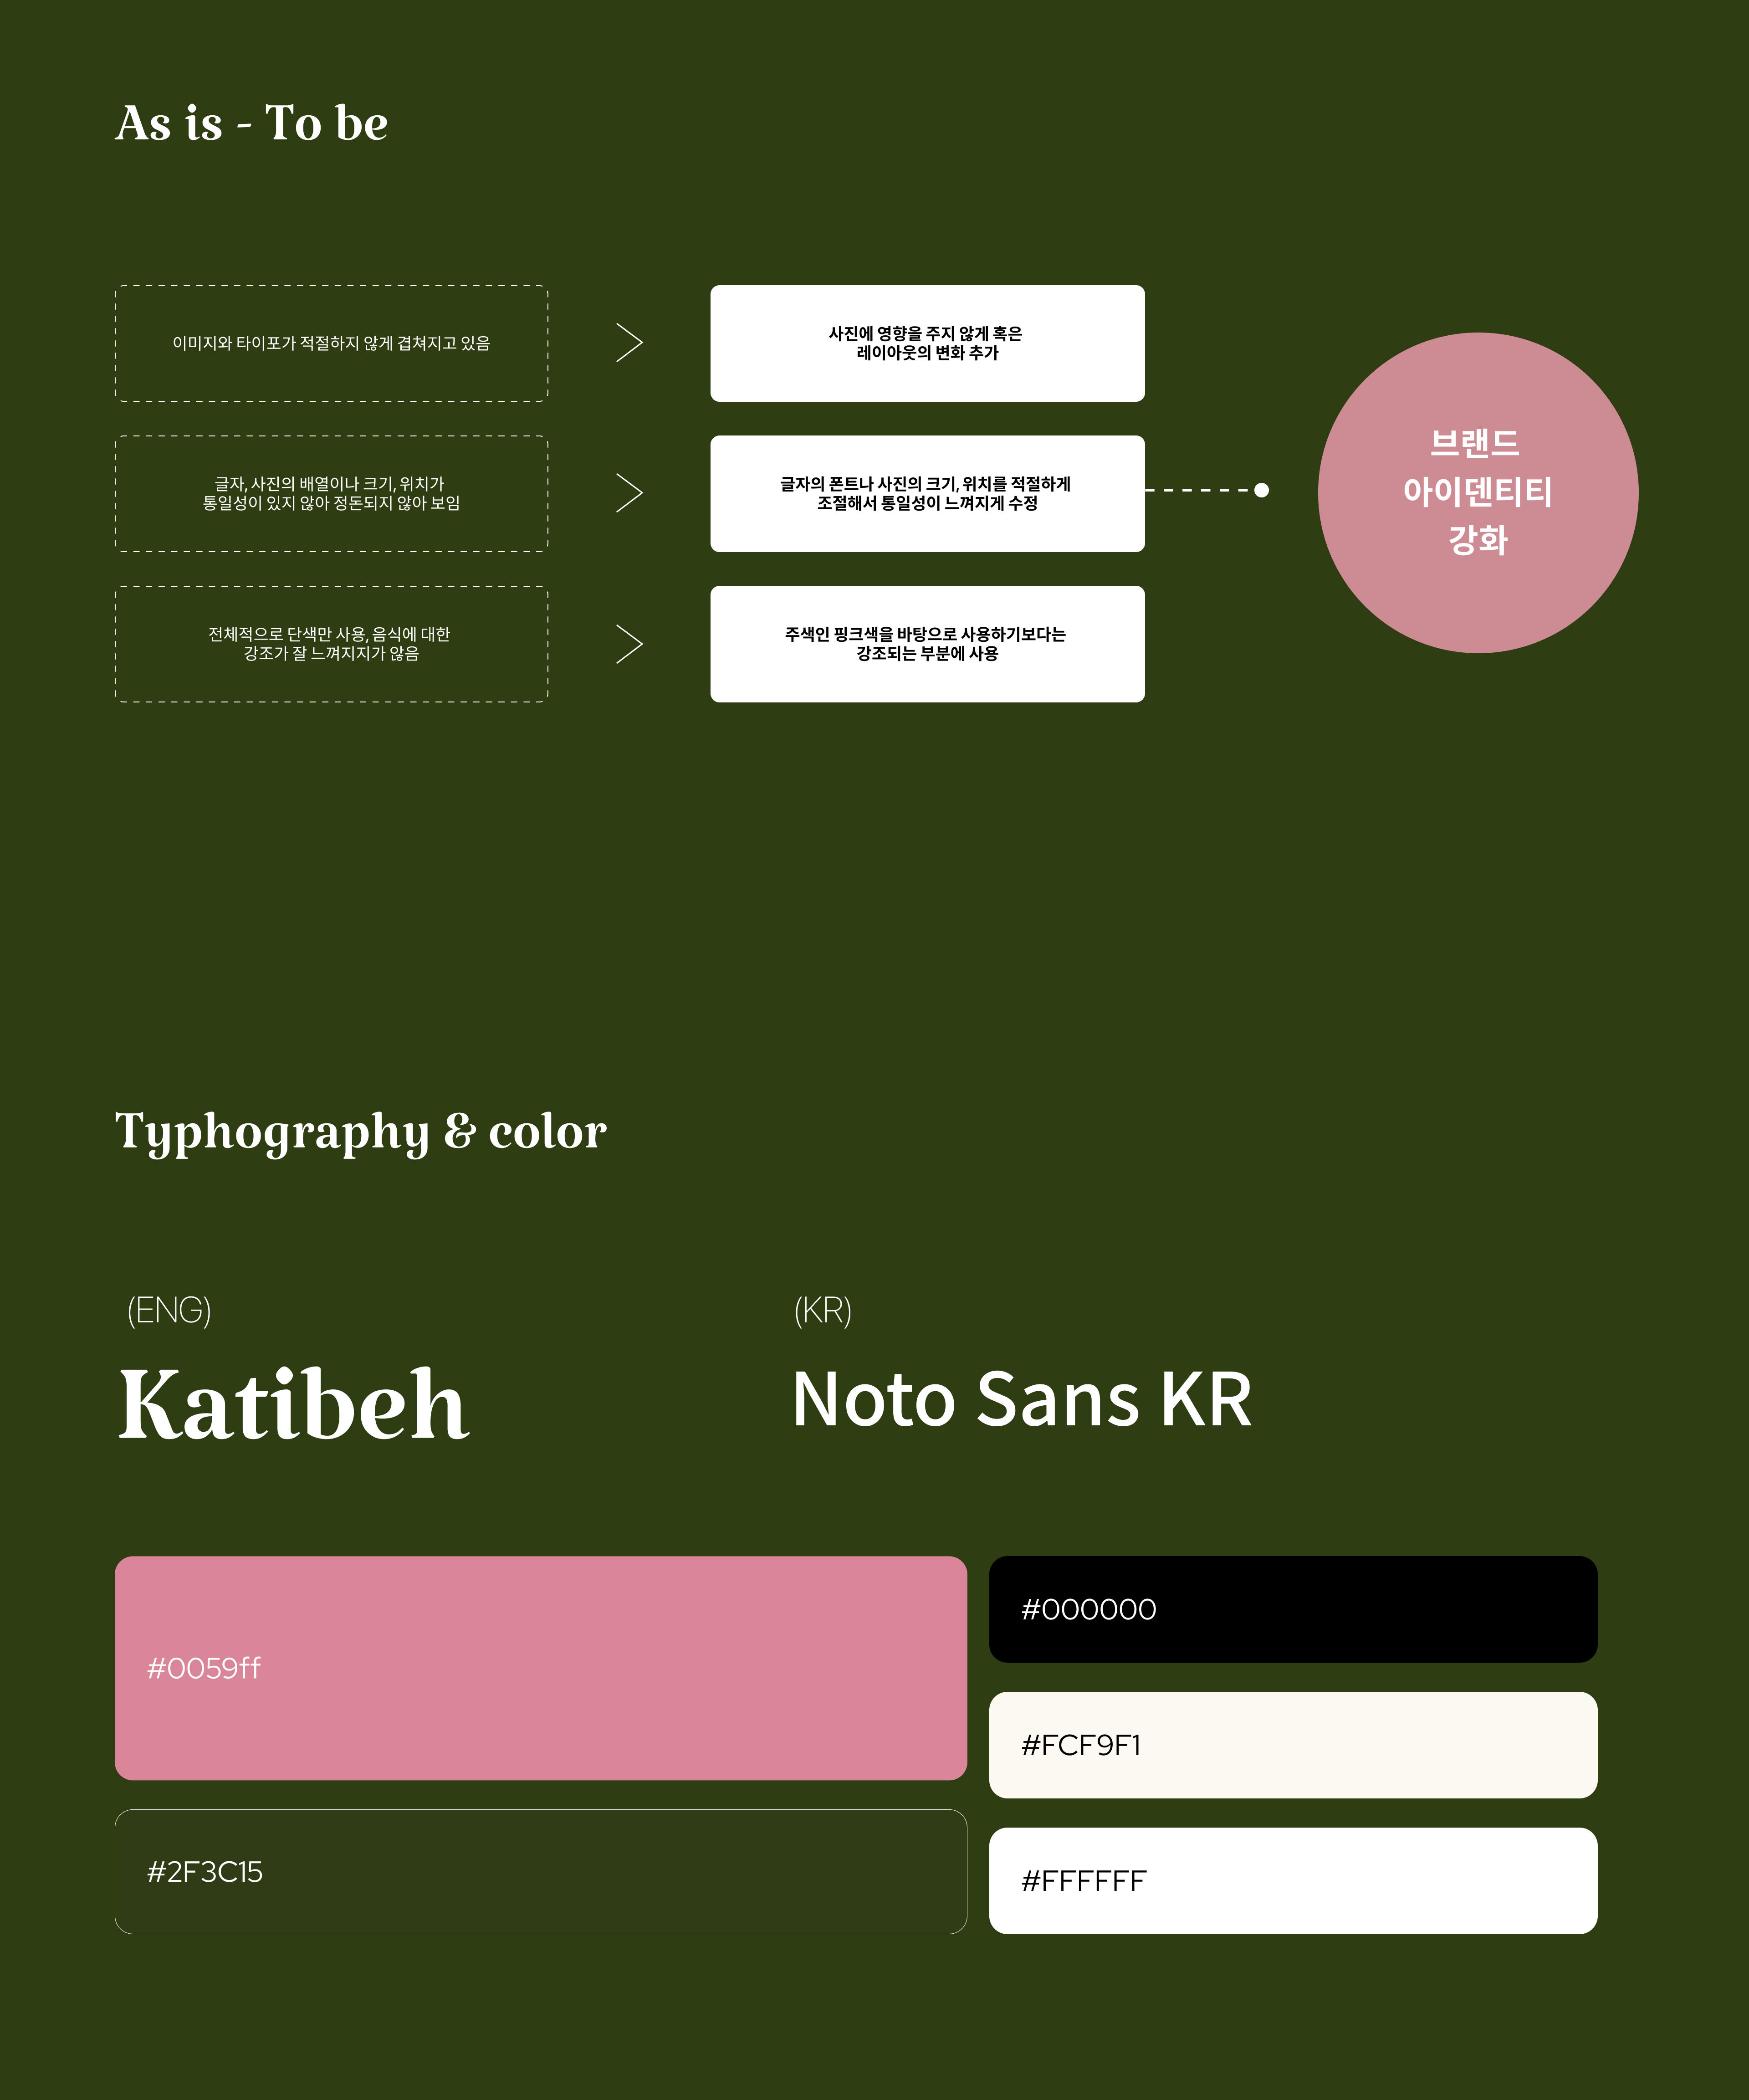 As is - To be
이미지와 타이포가 적절하지 않게 겹쳐지고 있음
사진에 영향을 주지 않게 혹은
레이아웃의 변화 추가
글자, 사진의 배열이나 크기, 위치가
통일성이 있지 않아 정돈되지 않아 보임
글자의 폰트나 사진의 크기, 위치를 적절하게
조절해서 통일성이 느껴지게 수정
전체적으로 단색만 사용, 음식에 대한
강조가 잘 느껴지지가 않음
주색인 핑크색을 바탕으로 사용하기보다는
강조되는 부분에 사용
브랜드
아이덴티티
강화
Typhography & color
(ENG)
Katibeh
(KR)
Noto Sans KR
#0059ff
#2F3C15
#000000
#FCF9F1
#FFFFFF